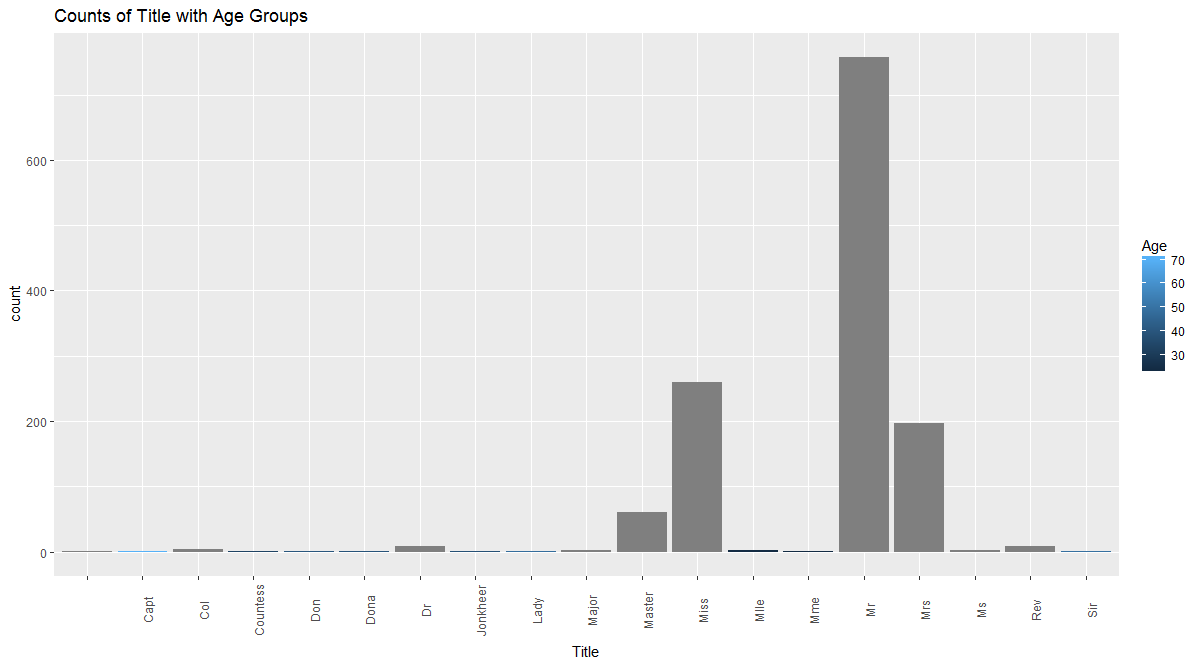 Counts of Title with Age Groups
600
400
200
0
count
Capt
Col
Countess
Don
Dona
Dr
Jonkheer
Lady
Major
Master
Miss
Mlle
Mme
Mr
Mrs
Ms
Rev
Sir
Title
Age
70
60
50
40
30